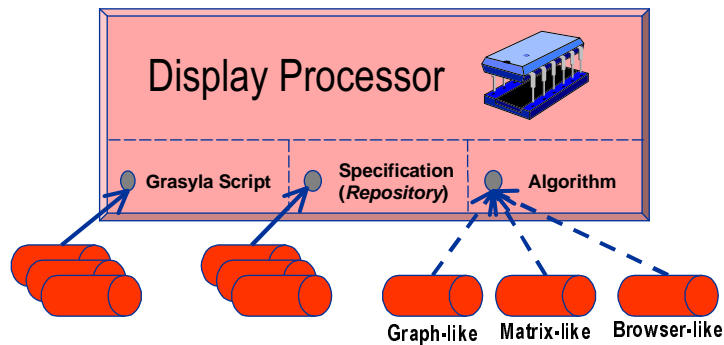 Display Processor
Grasyla Script
Specification
(Repository)
Algorithm
Graph-like
Matrix-like
Browser-like